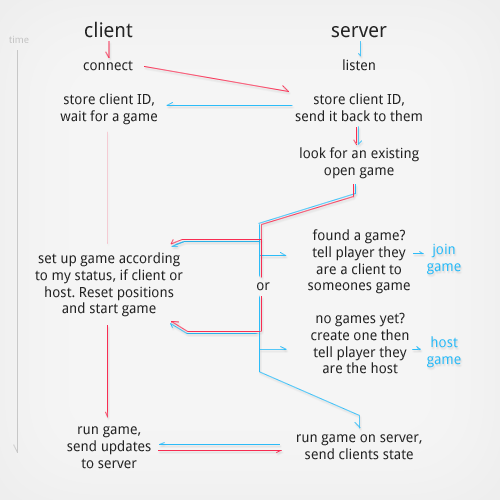 client
server
time
connect
listen
store client ID,
wait for a game
store client ID,
send it back to them
look for an existing
open game
found a game?
tell player they
are a client to
someones game
join
game
set up game according
to my status, if client or
host. Reset positions
and start game
or
no games yet?
create one then
tell player they
are the host
host
game
run game,
send updates
to server
run game on server,
send clients state